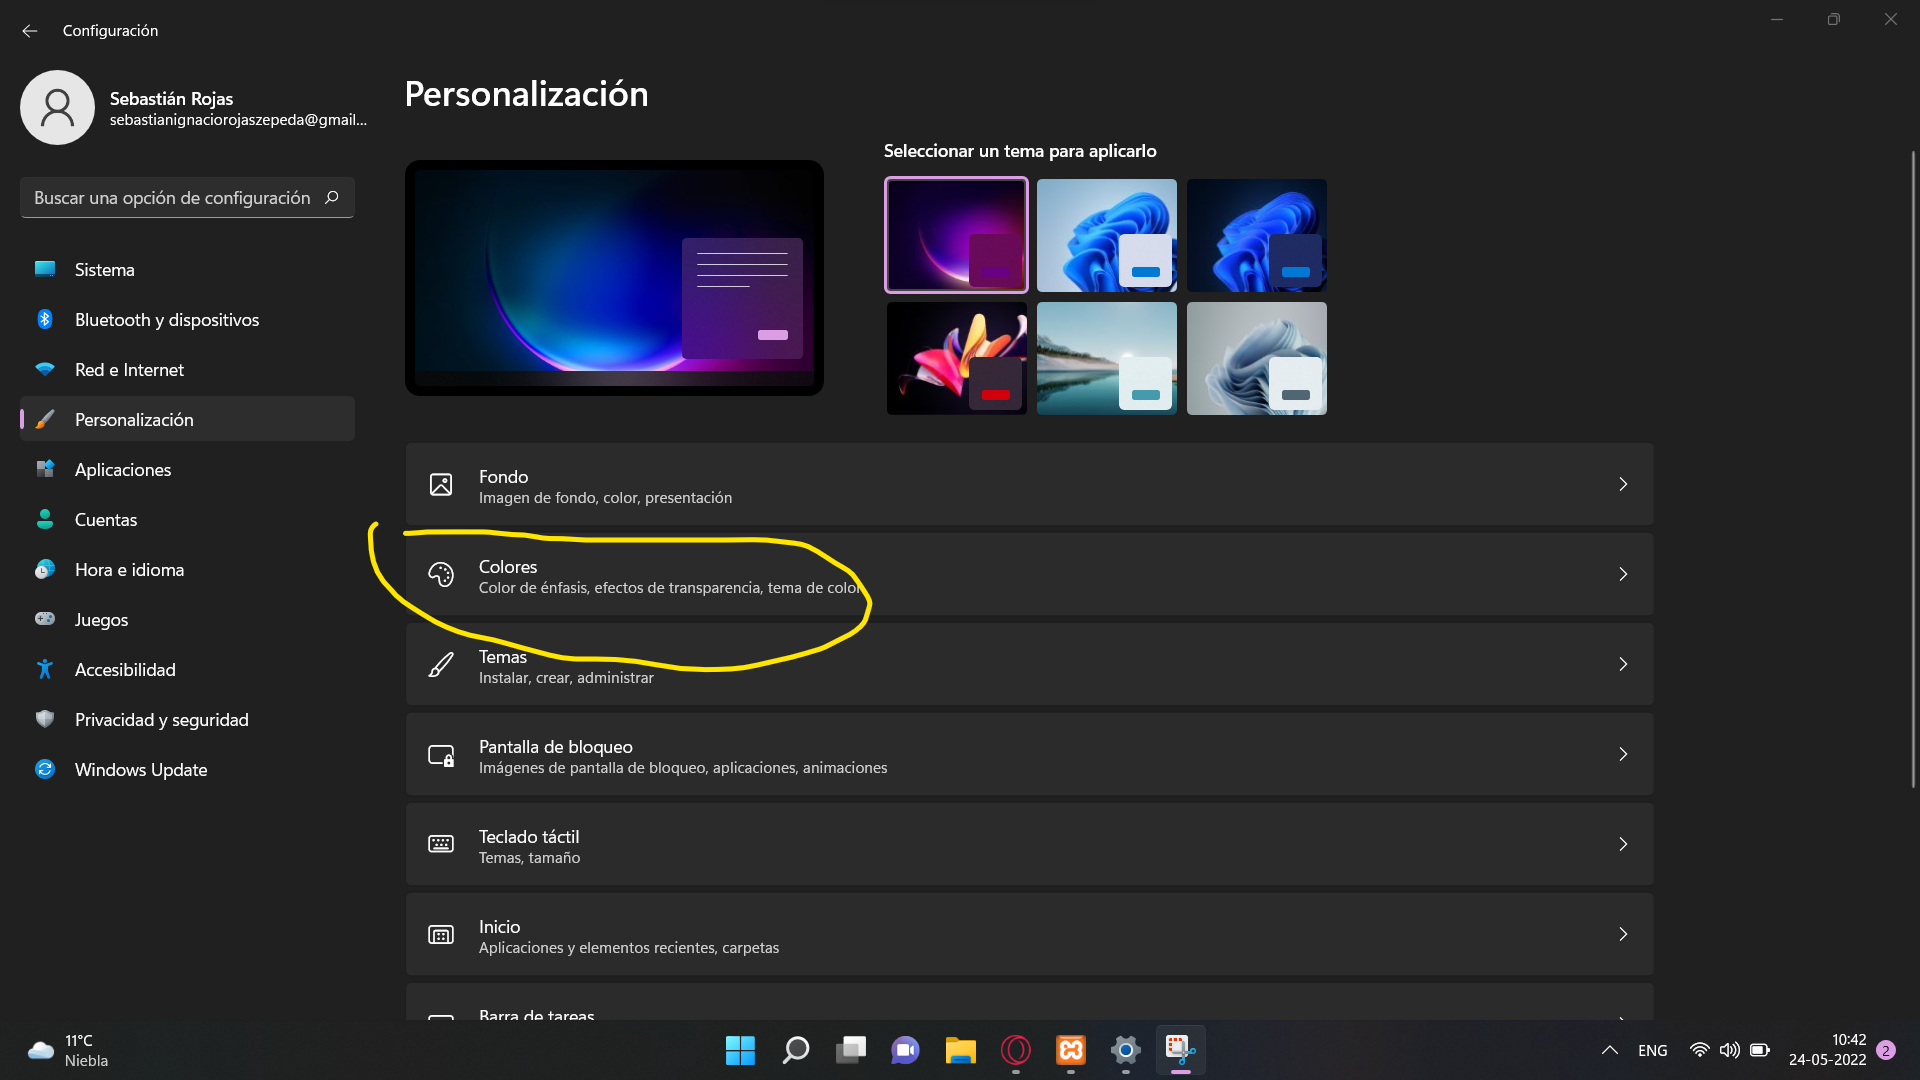 Configuración
Sebastián Rojas
sebastianignaciorojaszepeda@gmail...
Buscar una opción de configuración
Sistema
Bluetooth y dispositivos
Red e Internet
Personalización
Aplicaciones
Cuentas
Hora e idioma
Juegos
Accesibilidad
Privacidad y seguridad
Windows Update
Personalización
Seleccionar un tema para aplicarlo
Fondo
Imagen de fondo, color, presentación
Colores
Color de énfasis, efectos de transparencia, tema de color
Temas
Instalar, crear, administrar
Pantalla de bloqueo
Imágenes de pantalla de bloqueo, aplicaciones, animaciones
Teclado táctil
Temas, tamaño
Inicio
Aplicaciones y elementos recientes, carpetas
Barra de tareas
11°C
Niebla
ENG
10:42
24-05-2022
2